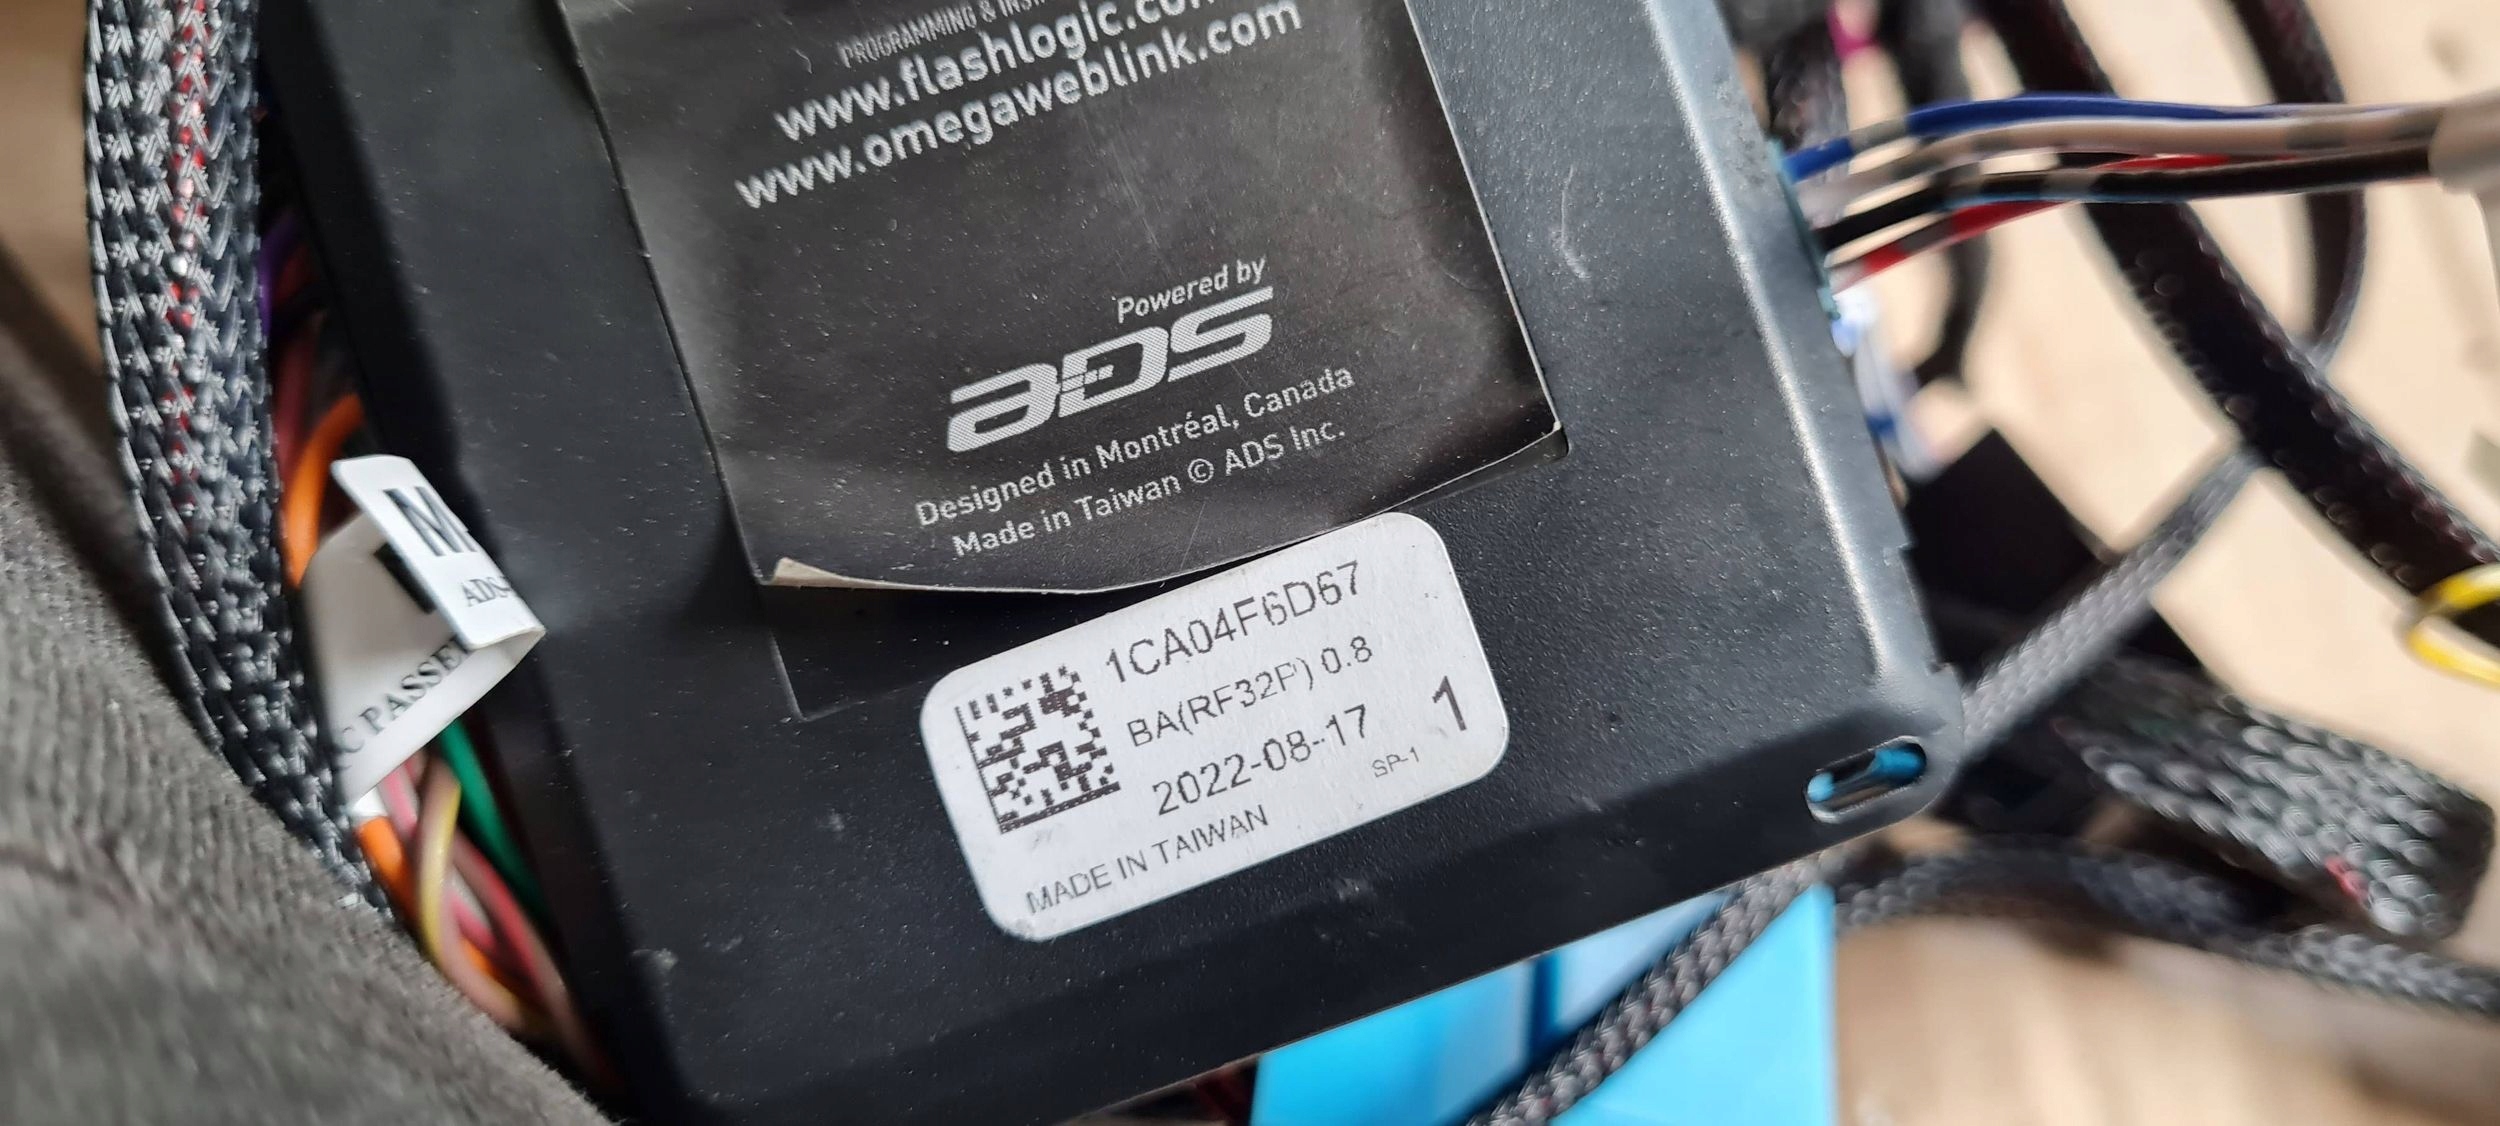 PROGRAMMING &
www.flashlogic.com
www.omegaweblink.com
Powered by
ADS
Designed in Montréal, Canada
Made in Taiwan © ADS Inc.
1CA04F6D67
BA(RF32P) 0.8
2022-08-17
1
SP-1
MADE IN TAIWAN